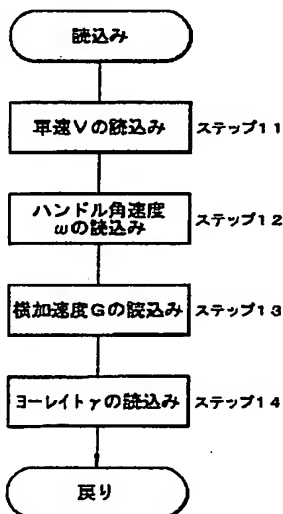 読込み
車速Vの読込み
ステップ11
ハンドル角速度
ωの読込み
ステップ12
横加速度Gの読込み
ステップ13
ヨーレイトγの読込み
ステップ14
戻り